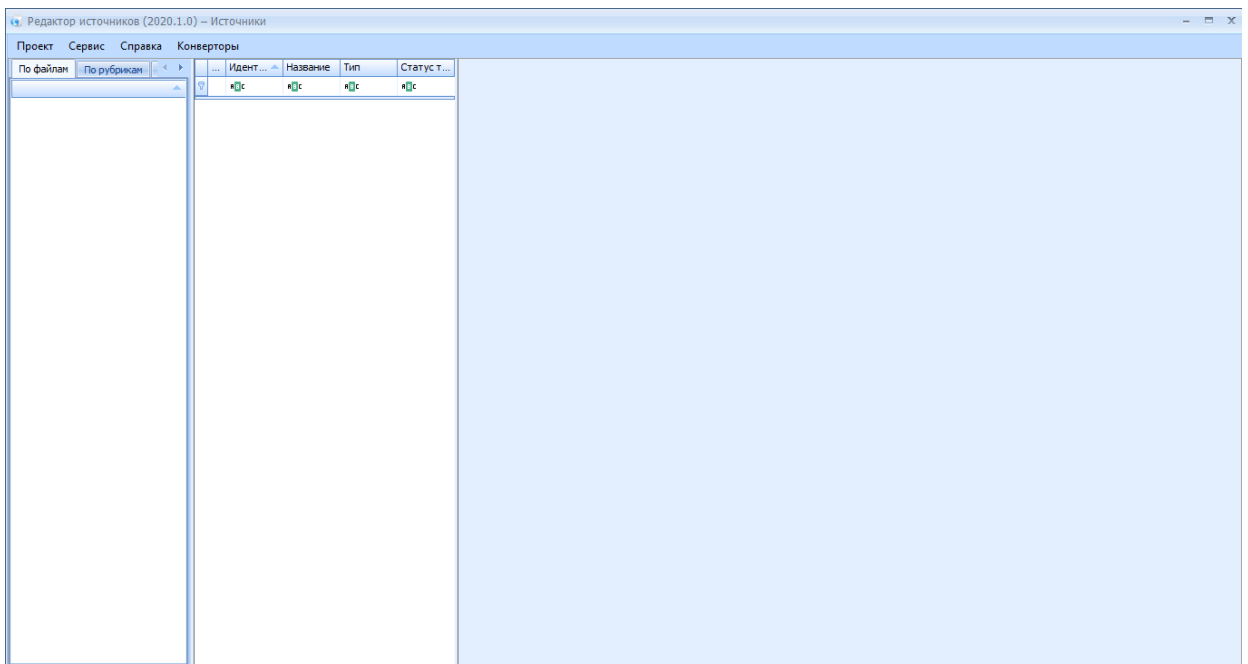 Редактор источников (2020.1.0) – Источники
Проект Сервис Справка Конверторы
По файлам По рубрикам ... Идент... Название Тип Статус т...